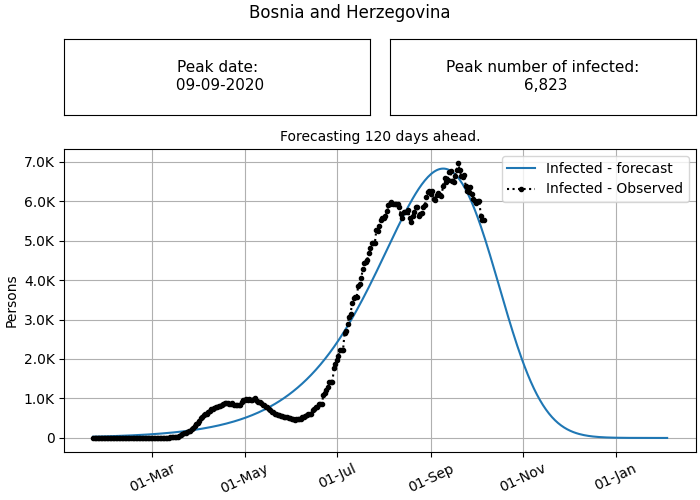 Bosnia and Herzegovina
Peak date:
09-09-2020
Peak number of infected:
6,823
Forecasting 120 days ahead.
Infected - forecast
Infected - Observed
Persons
7.0K
6.0K
5.0K
4.0K
3.0K
2.0K
1.0K
0
01-Mar
01-May
01-Jul
01-Sep
01-Nov
01-Jan